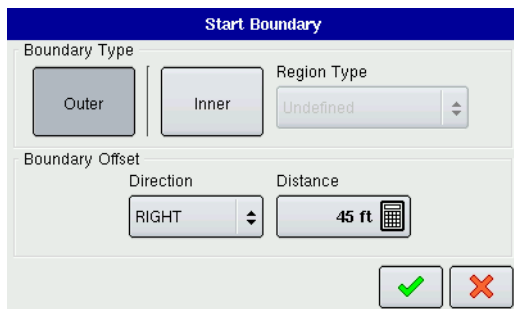 Start Boundary
Boundary Type
Outer
Inner
Region Type
Undefined
Boundary Offset
Direction
Distance
RIGHT
45 ft